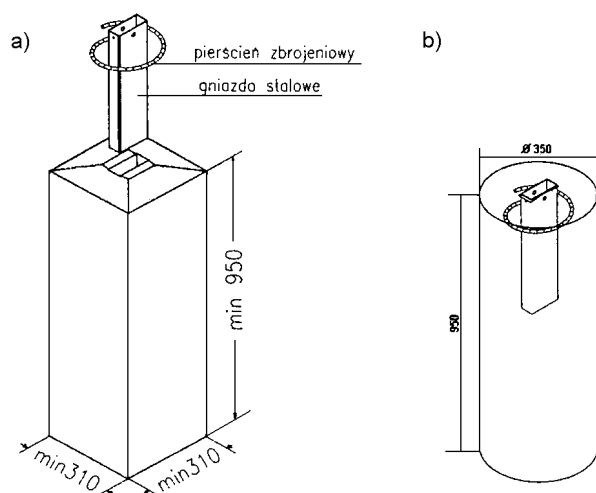 a)
pierścień zbrojeniowy
gniazdo stalowe
min 950
min310
min310
b)
Ø 350
950